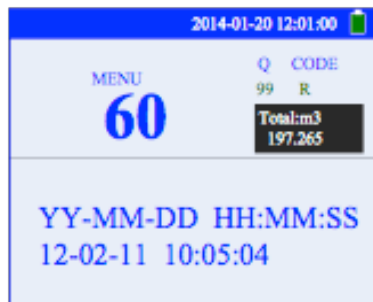 2014-01-20 12:01:00
MENU
60
Q CODE
99 R
Total:m3
197.265
YY-MM-DD HH:MM:SS
12-02-11 10:05:04